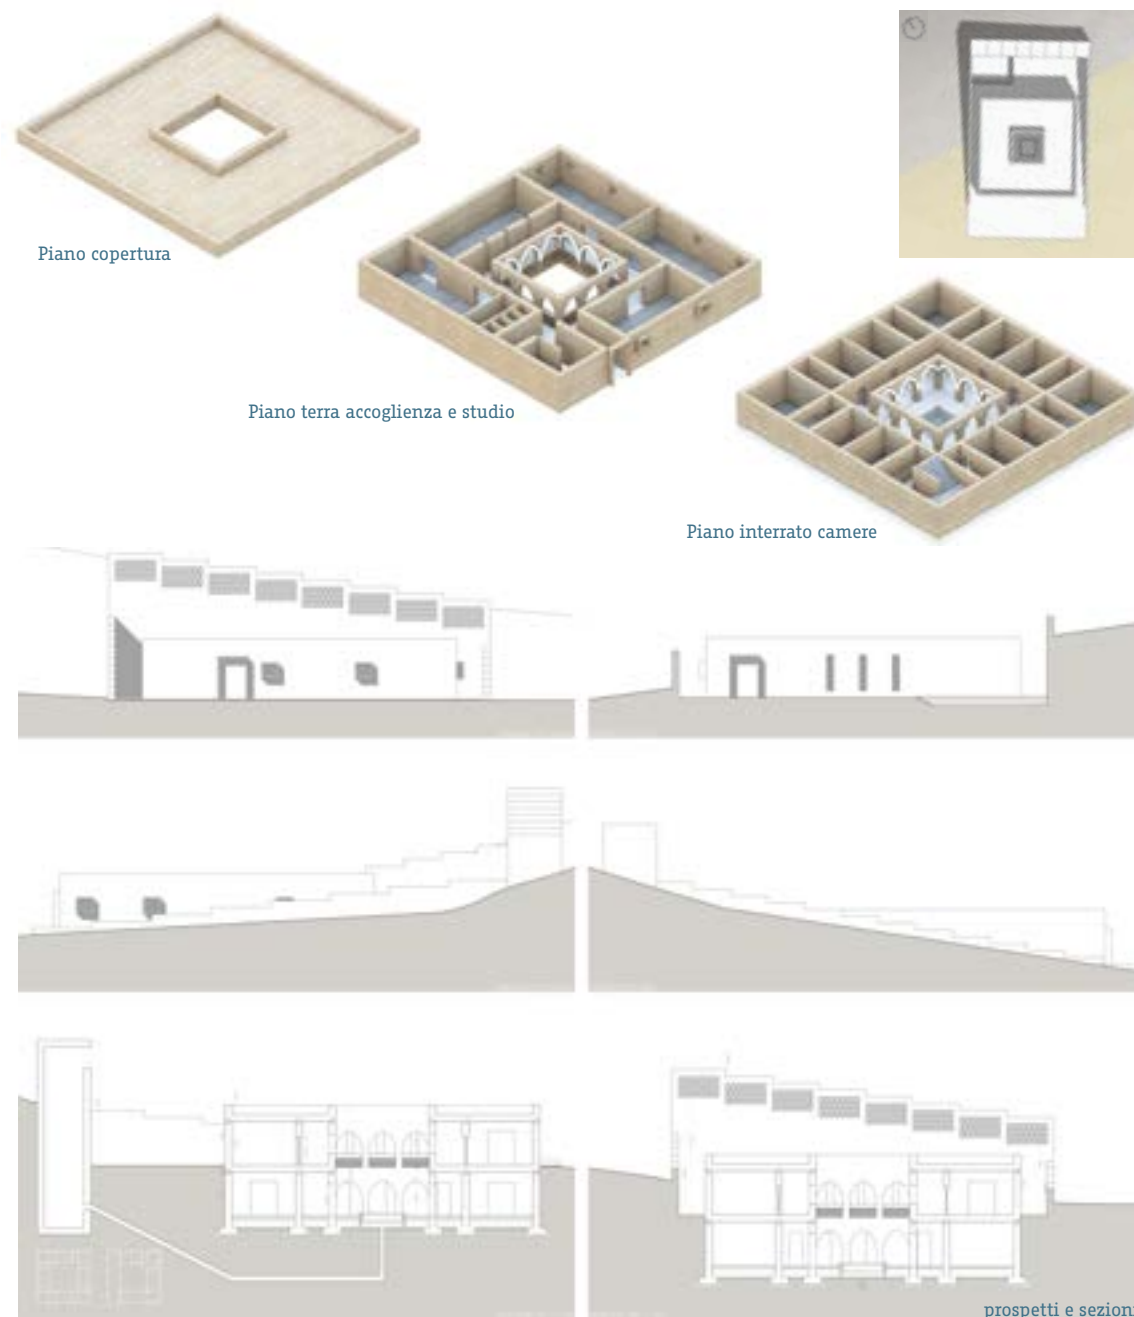 Piano copertura
Piano terra accoglienza e studio
Piano interrato camere
prospetti e sezioni